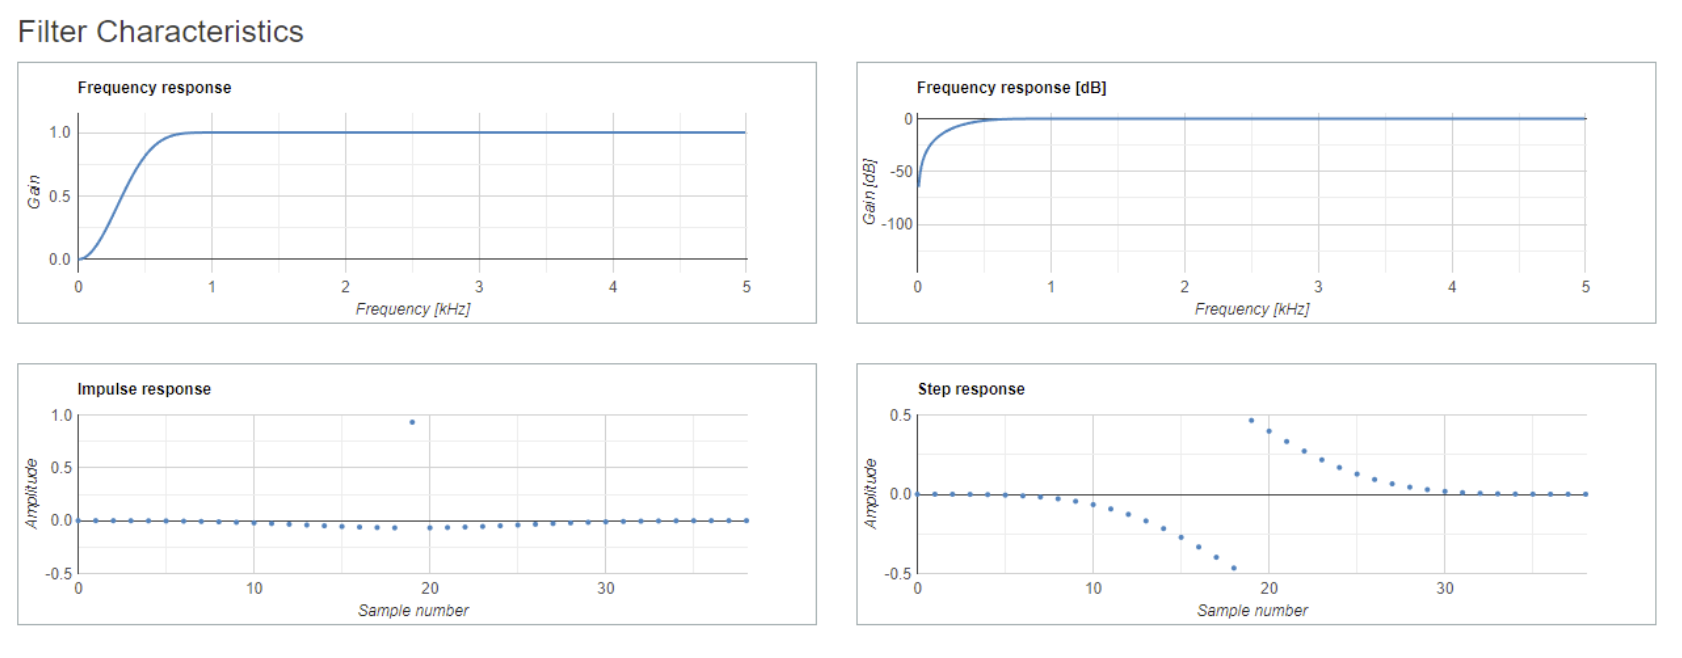 Filter Characteristics
Frequency response
1.0
0.5
0.0
Gain
0 1 2 3 4 5
Frequency [kHz]
Frequency response [dB]
0
-50
-100
Gain [dB]
0 1 2 3 4 5
Frequency [kHz]
Impulse response
1.0
0.5
0.0
-0.5
Amplitude
0 10 20 30
Sample number
Step response
0.5
0.0
-0.5
Amplitude
0 10 20 30
Sample number